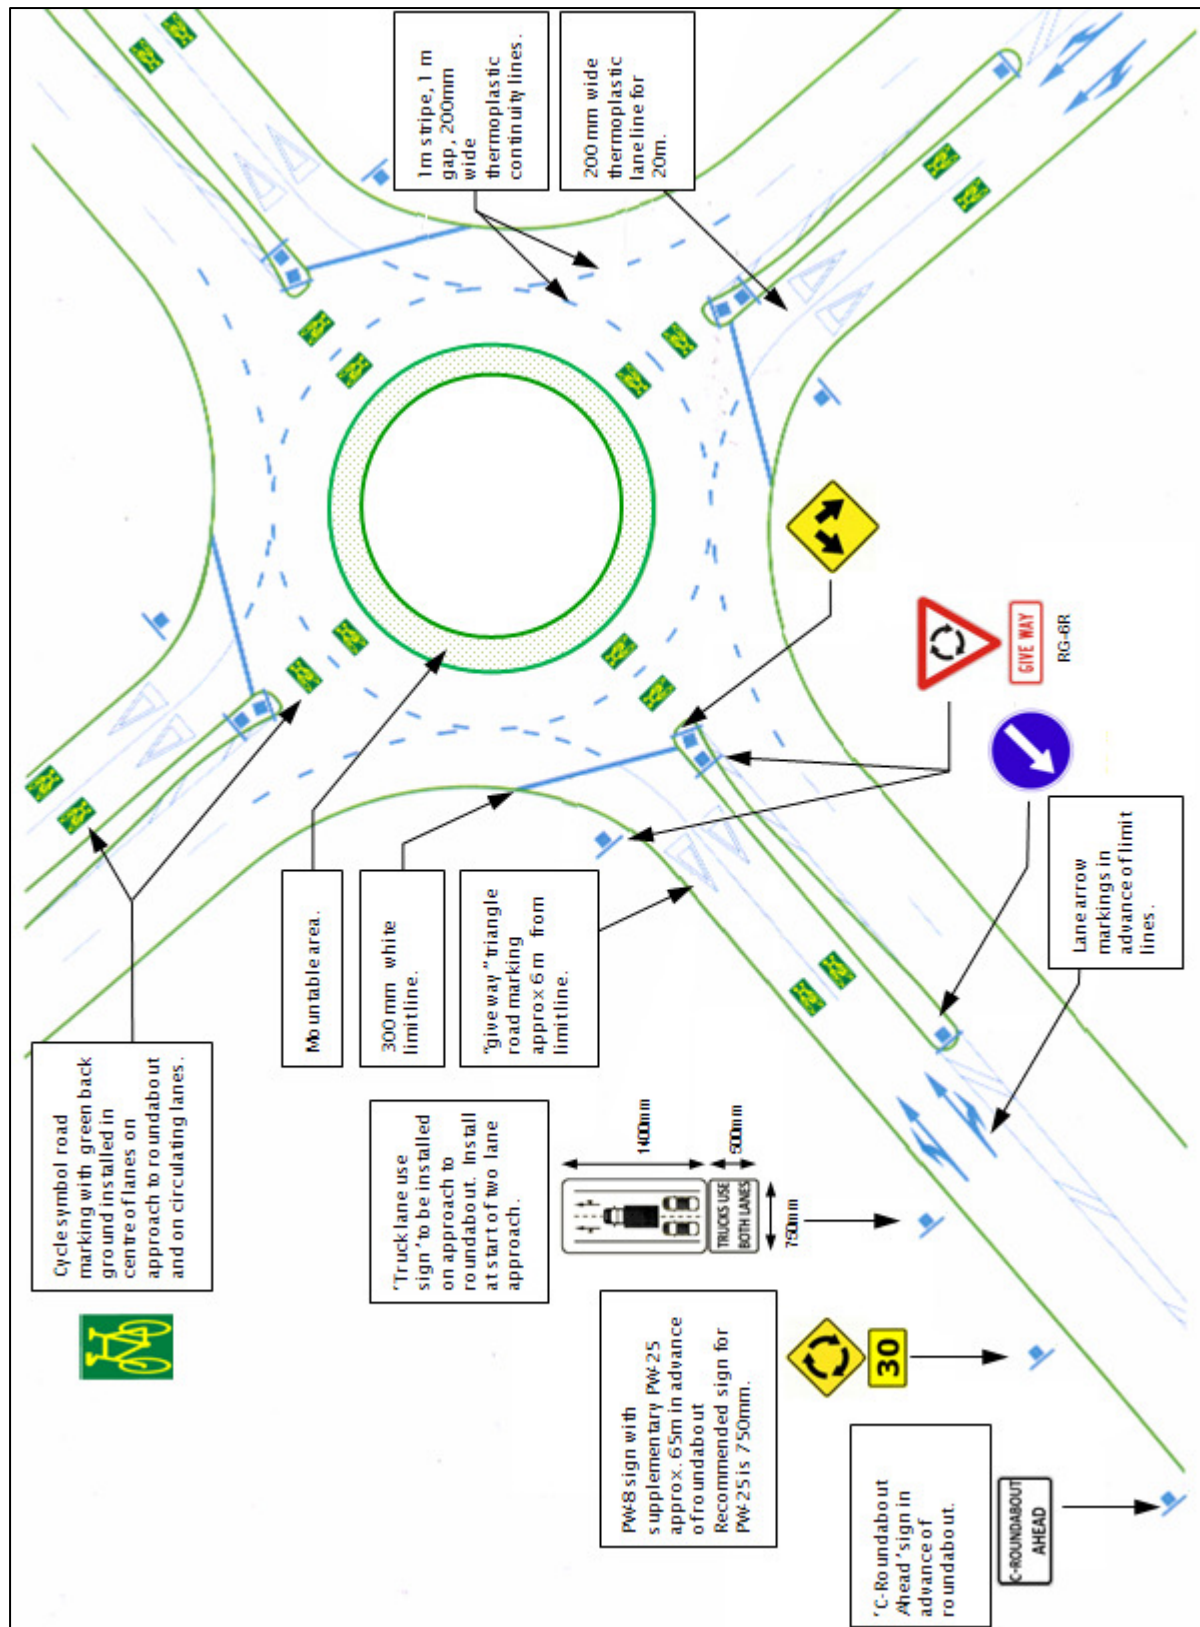 Cycle symbol road
marking with green back
ground installed in
centre of lanes on
approach to roundabout
and on circulating lanes.
Mountable area.
300mm white
limit line.
"give way" triangle
road marking
approx 6 m from
limit line.
1m stripe, 1 m
gap, 200mm
wide
thermoplastic
continuity lines.
200 mm wide
thermoplastic
lane line for
20m.
'Truck lane use
sign' to be installed
on approach to
roundabout. Install
at start of two lane
approach.
TRUCKS USE
BOTH LANES
1400mm
500mm
750mm
PW-8 sign with
supplementary PW-25
approx. 65m in advance
of roundabout
Recommended sign for
PW-25 is 750mm.
30
'C-Roundabout
Ahead' sign in
advance of
roundabout.
C-ROUNDABOUT
AHEAD
GIVE WAY
RG-6R
Lane arrow
markings in
advance of limit
lines.